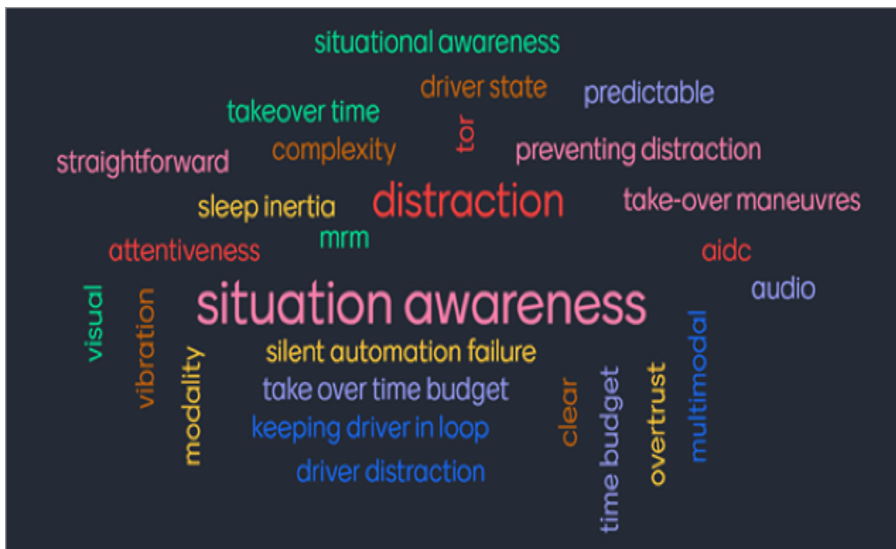 situational awareness
driver state
predictable
takeover time
tor
straightforward
complexity
preventing distraction
sleep inertia
distraction
take-over maneuvres
attentiveness
mrm
aidc
visual
vibration
situation awareness
audio
modality
silent automation failure
multimodal
take over time budget
clear
time budget
overtrust
keeping driver in loop
driver distraction